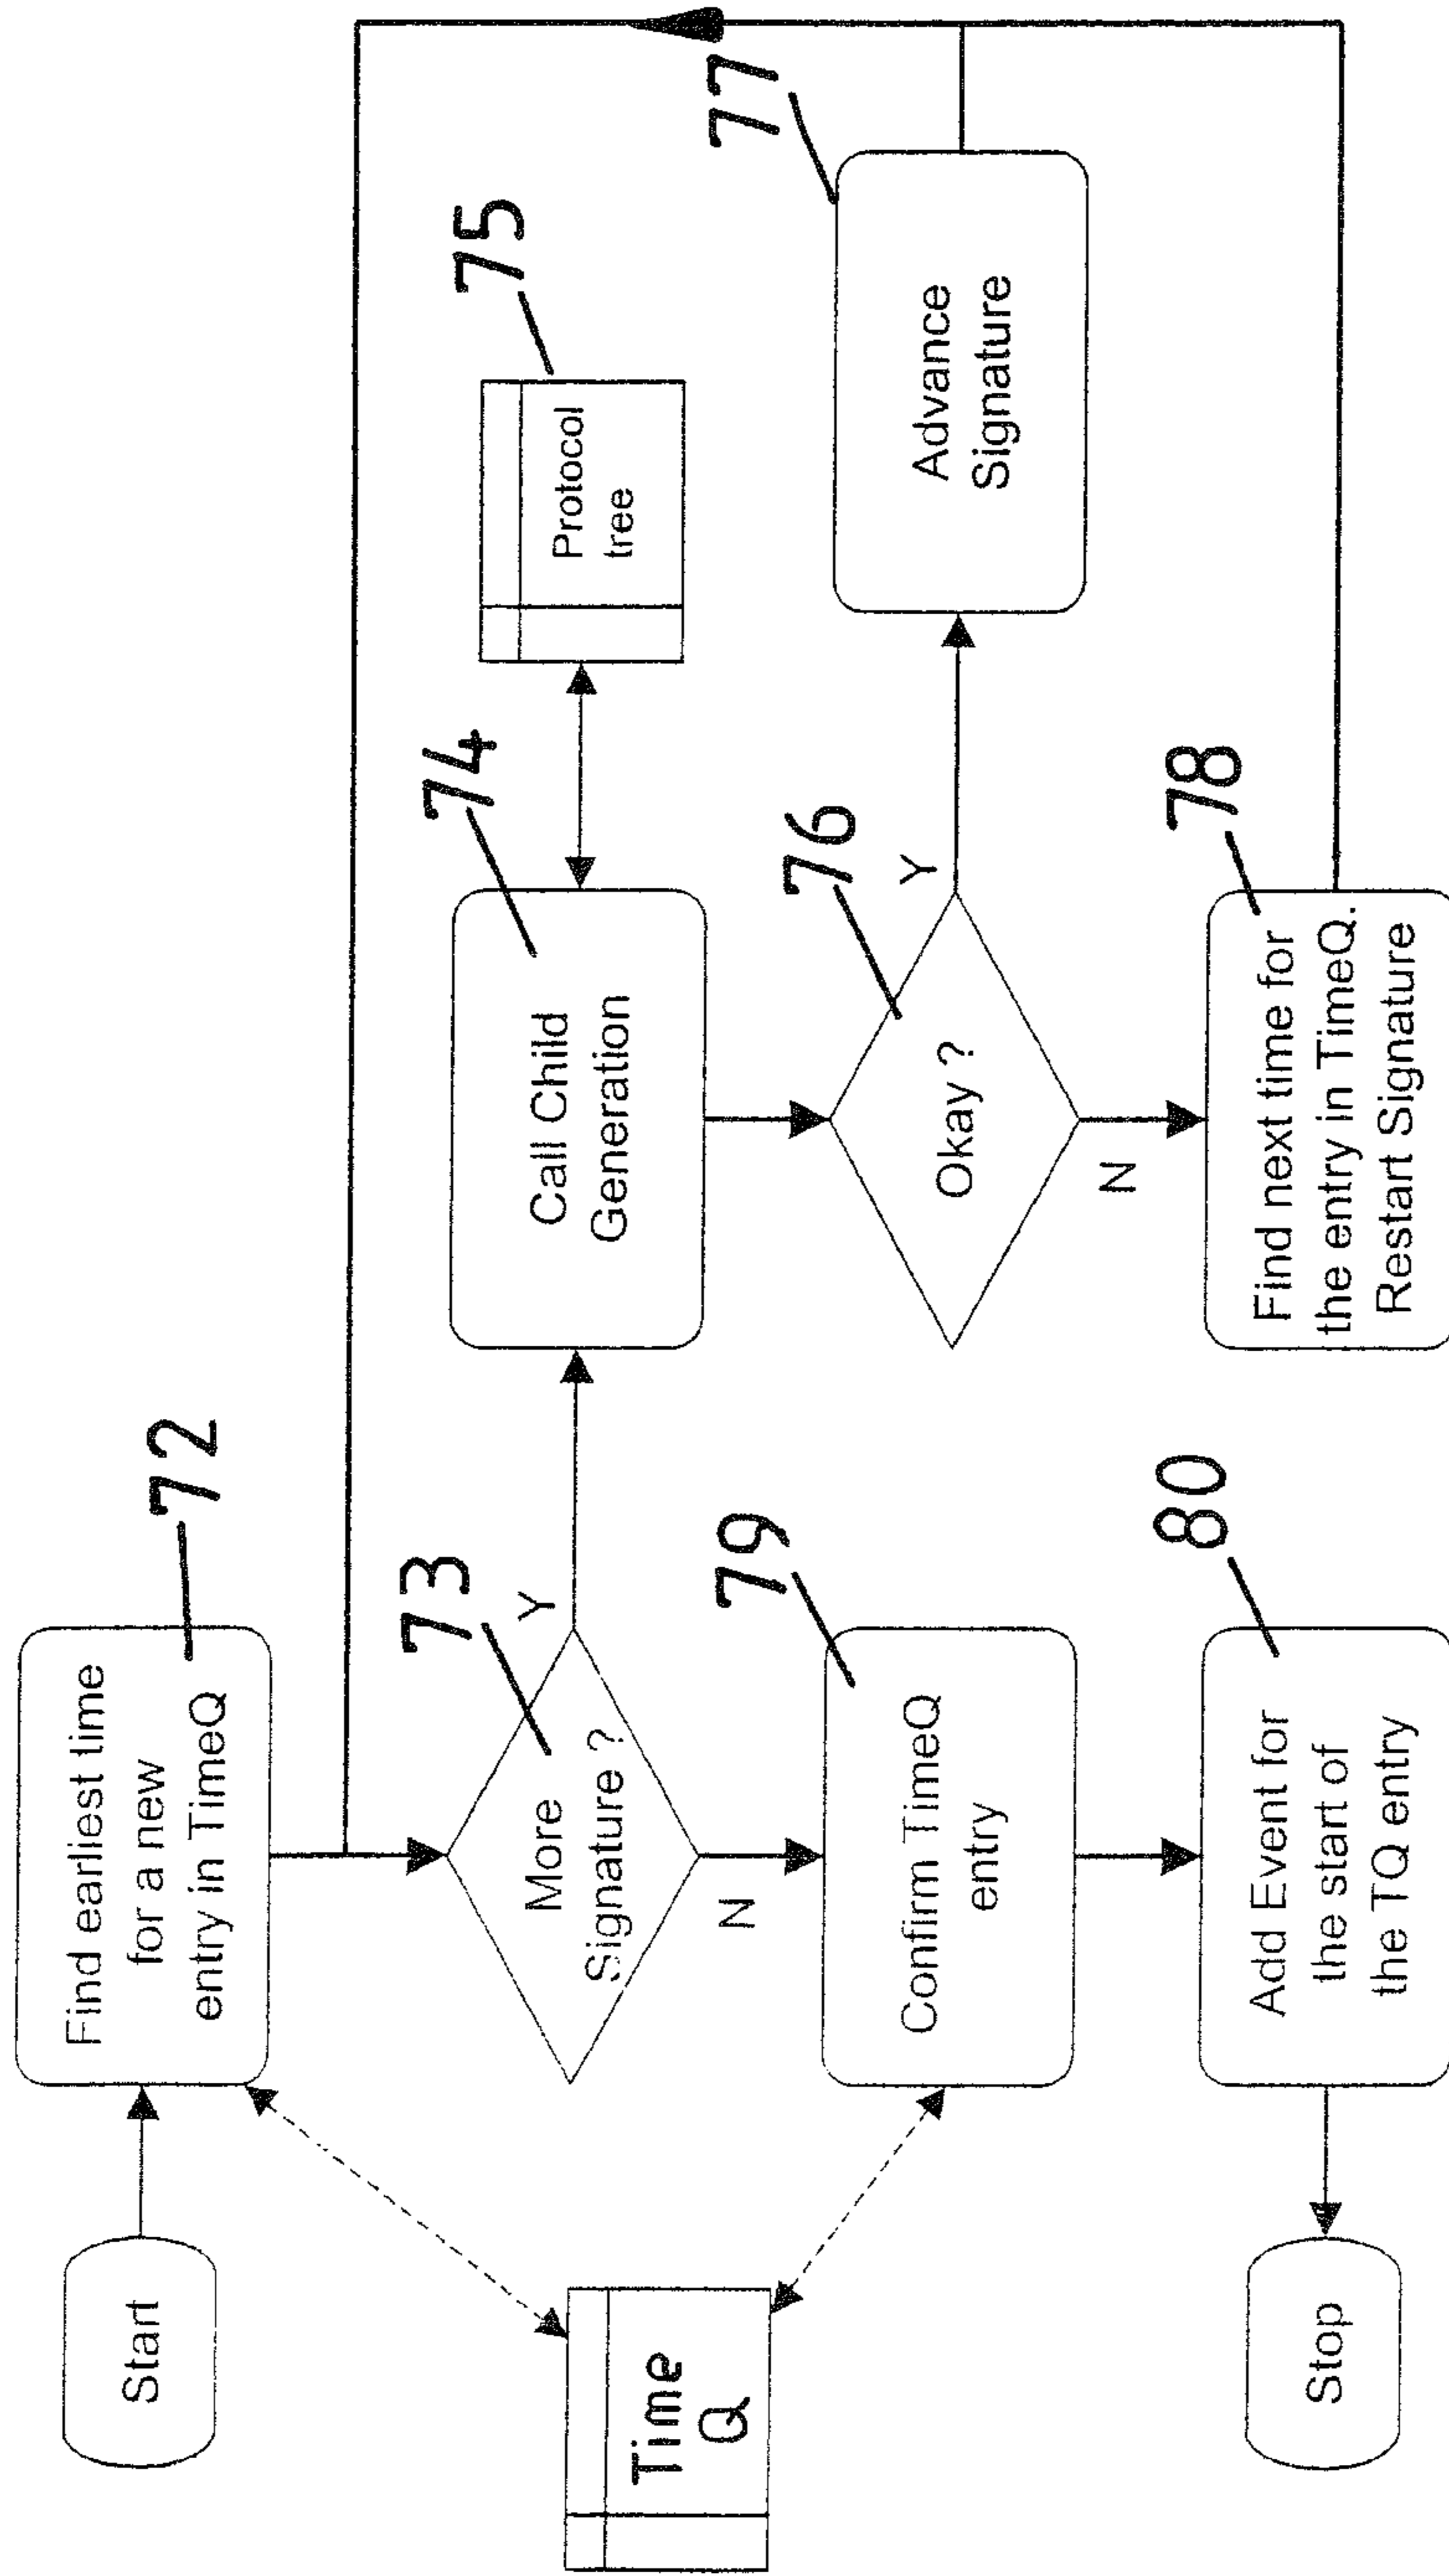 Start
Find earliest time
for a new
entry in TimeQ
72
Time
Q
More
Signature ?
73
Y
N
Call Child
Generation
74
Protocol
tree
75
Okay ?
76
Y
N
Advance
Signature
77
Find next time for
the entry in TimeQ.
Restart Signature
78
Confirm TimeQ
entry
79
Add Event for
the start of
the TQ entry
80
Stop